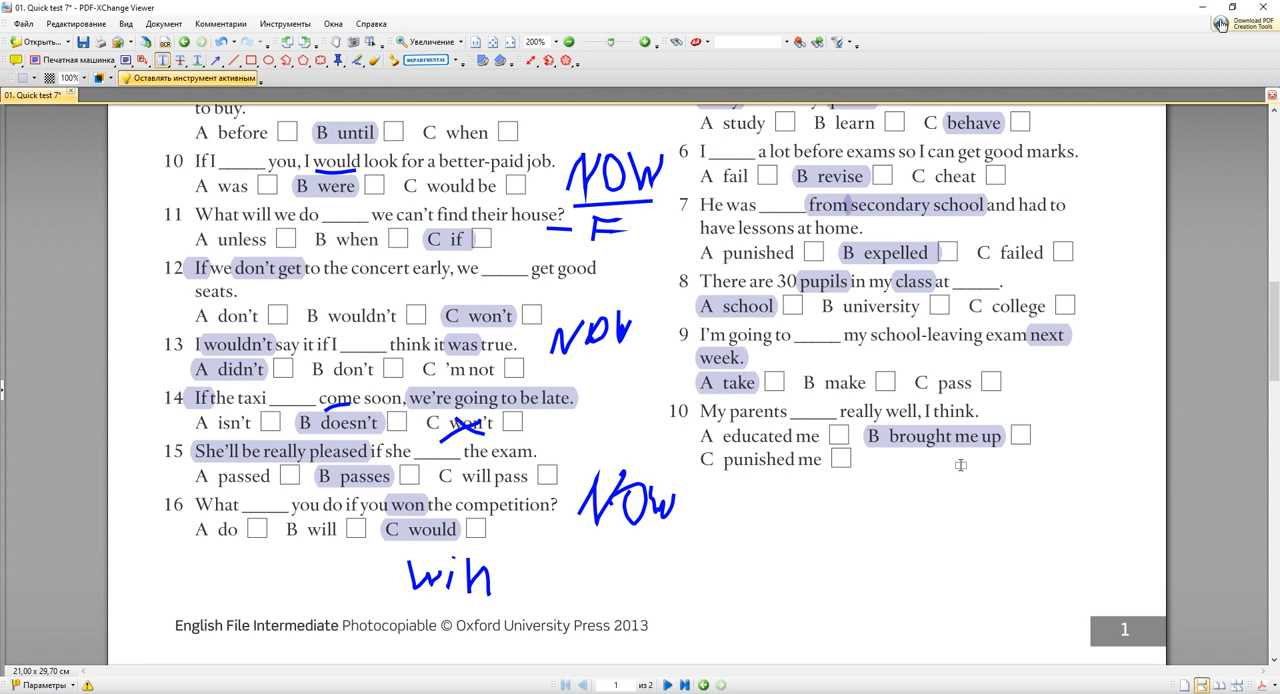 01. Quick test 7* - PDF-XChange Viewer
Файл Редактирование Вид Документ Комментарии Инструменты Окна Справка
Download PDF Creation Tools
Открыть... OCR Увеличение 200%
Печатная машинка DEPARTMENTAL
100% Оставлять инструмент активным
01. Quick test 7*
to buy.
A before B until C when
10 If I _____ you, I would look for a better-paid job.
A was B were C would be
NOW
11 What will we do _____ we can't find their house?
– F
A unless B when C if
12 If we don't get to the concert early, we _____ get good
seats.
A don't B wouldn't C won't
NOW
13 I wouldn't say it if I _____ think it was true.
A didn't B don't C 'm not
14 If the taxi _____ come soon, we're going to be late.
A isn't B doesn't C won't
15 She'll be really pleased if she _____ the exam.
A passed B passes C will pass
NOW
16 What _____ you do if you won the competition?
A do B will C would
win
English File Intermediate Photocopiable © Oxford University Press 2013
A study B learn C behave
6 I _____ a lot before exams so I can get good marks.
A fail B revise C cheat
7 He was _____ from secondary school and had to
have lessons at home.
A punished B expelled C failed
8 There are 30 pupils in my class at _____.
A school B university C college
9 I'm going to _____ my school-leaving exam next
week.
A take B make C pass
10 My parents _____ really well, I think.
A educated me B brought me up
C punished me
1
21,00 x 29,70 см
Параметры 1 из 2